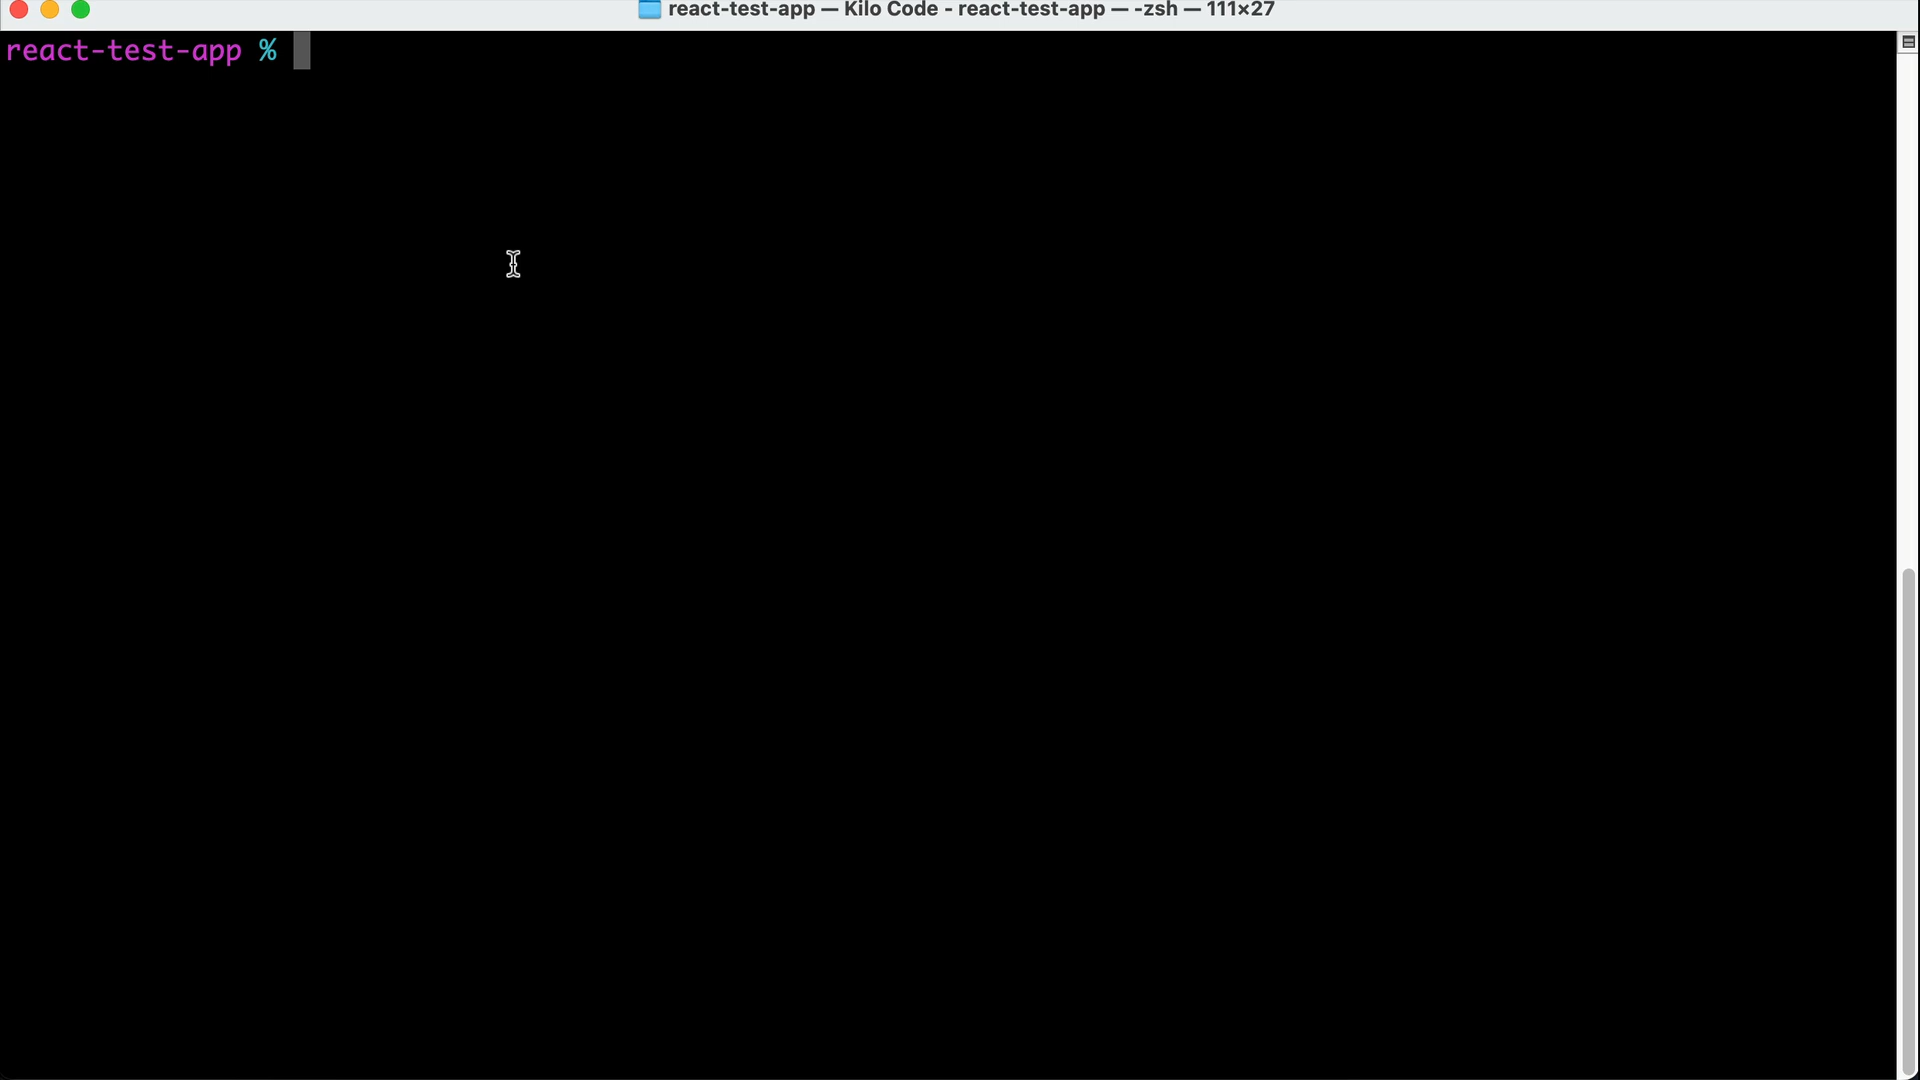 react-test-app — Kilo Code - react-test-app — -zsh — 111×27
react-test-app %